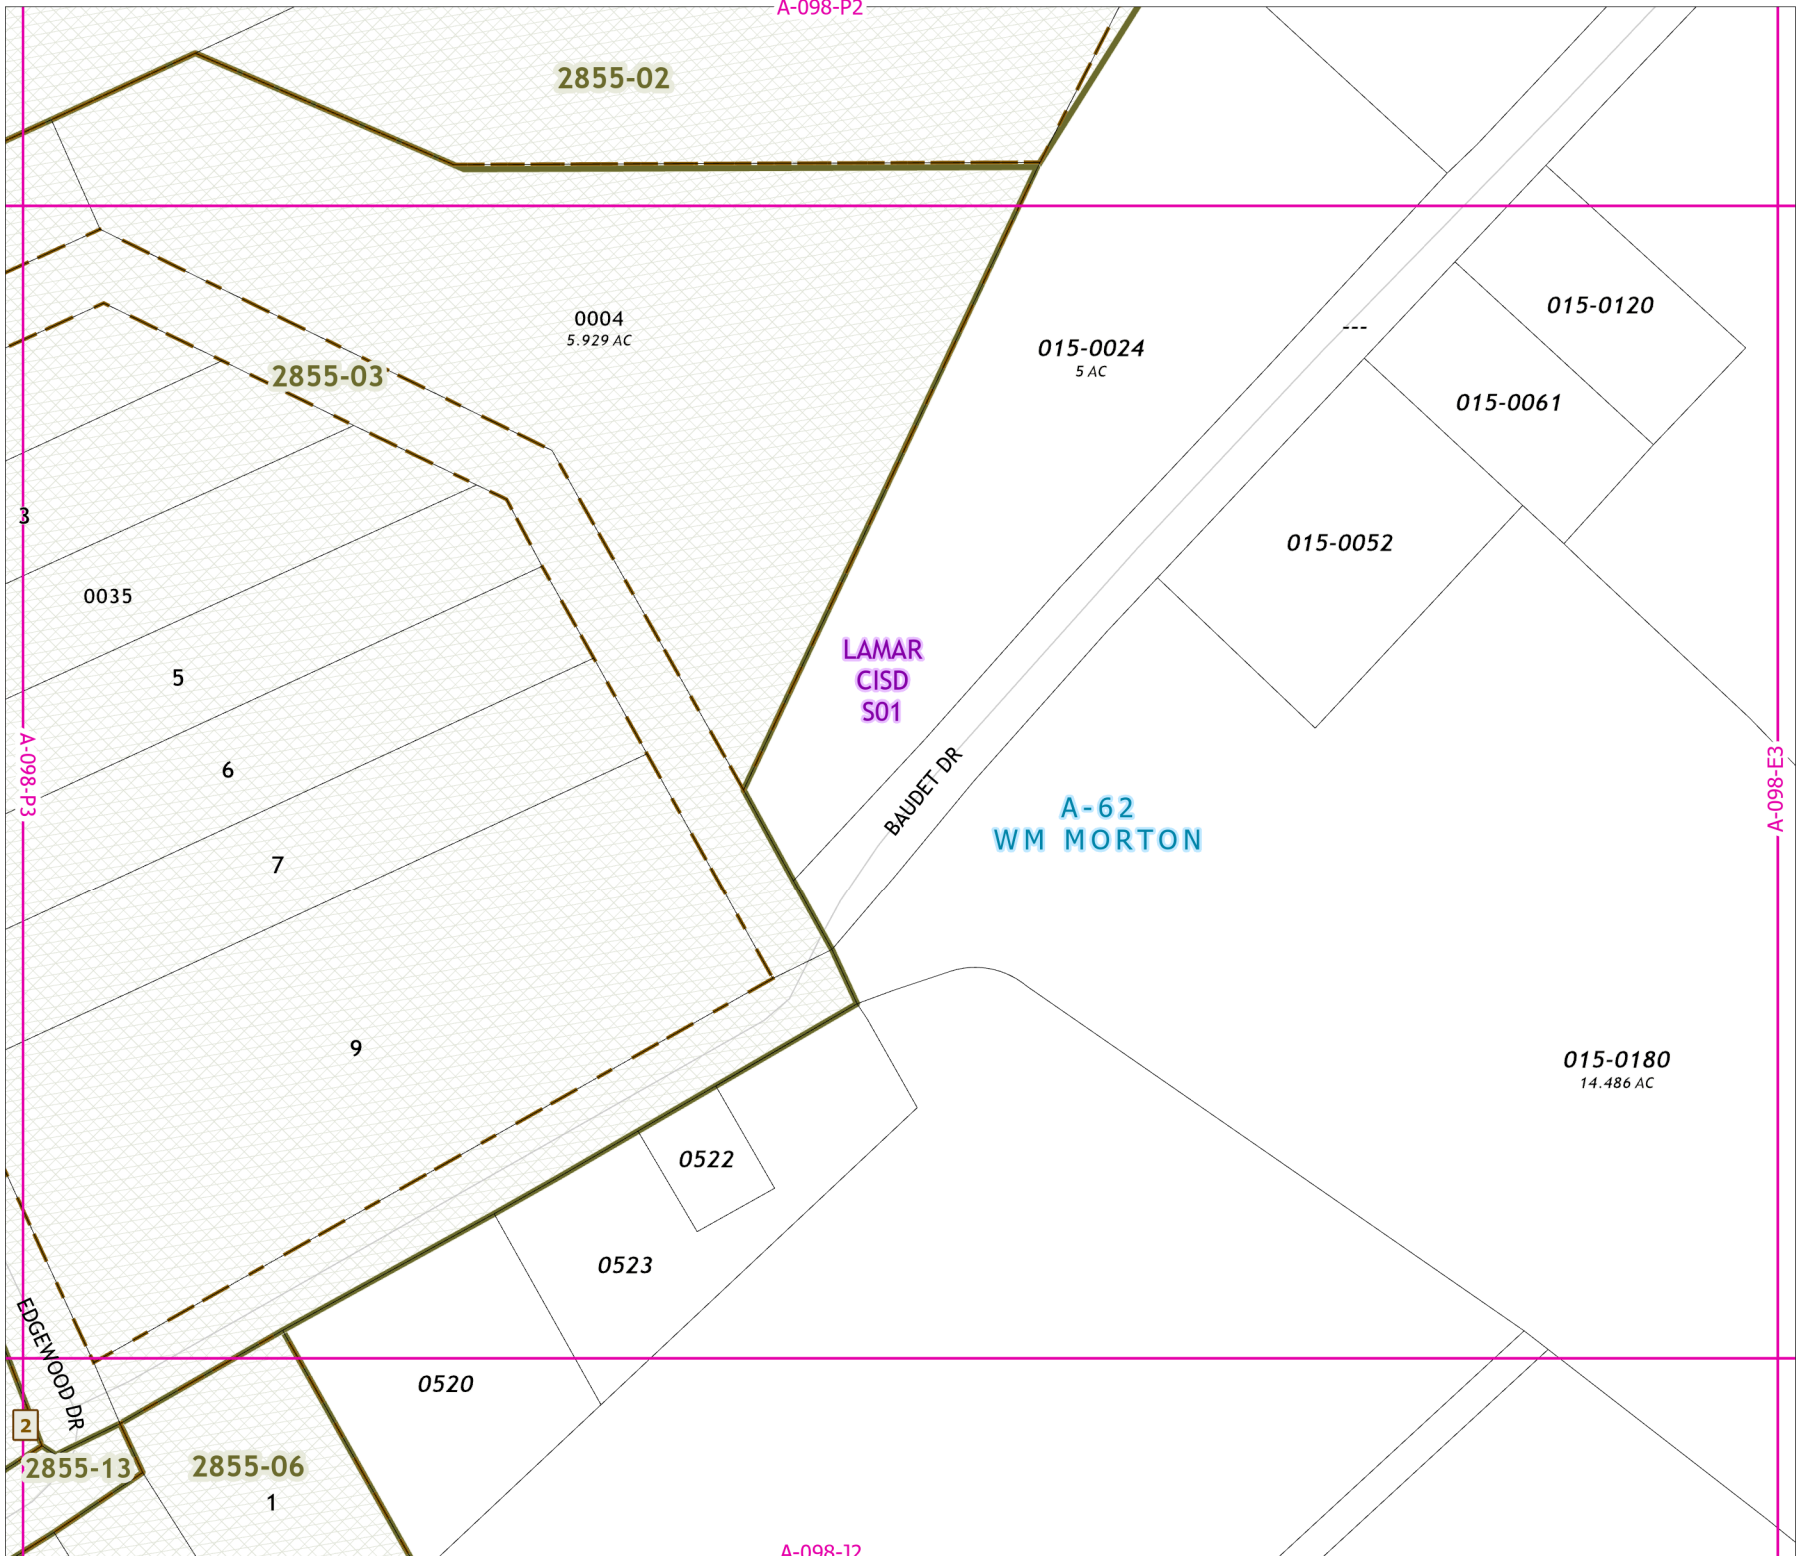 A-098-P2
2855-02
0004
5.929 AC
015-0120
---
015-0024
5 AC
2855-03
015-0061
3
015-0052
0035
LAMAR
CISD
S01
5
A-098-P3
6
BAUDET DR
A-62
WM MORTON
A-098-E3
7
9
015-0180
14.486 AC
0522
0523
EDGEWOOD DR
0520
2
2855-13
2855-06
1
A-098-J2